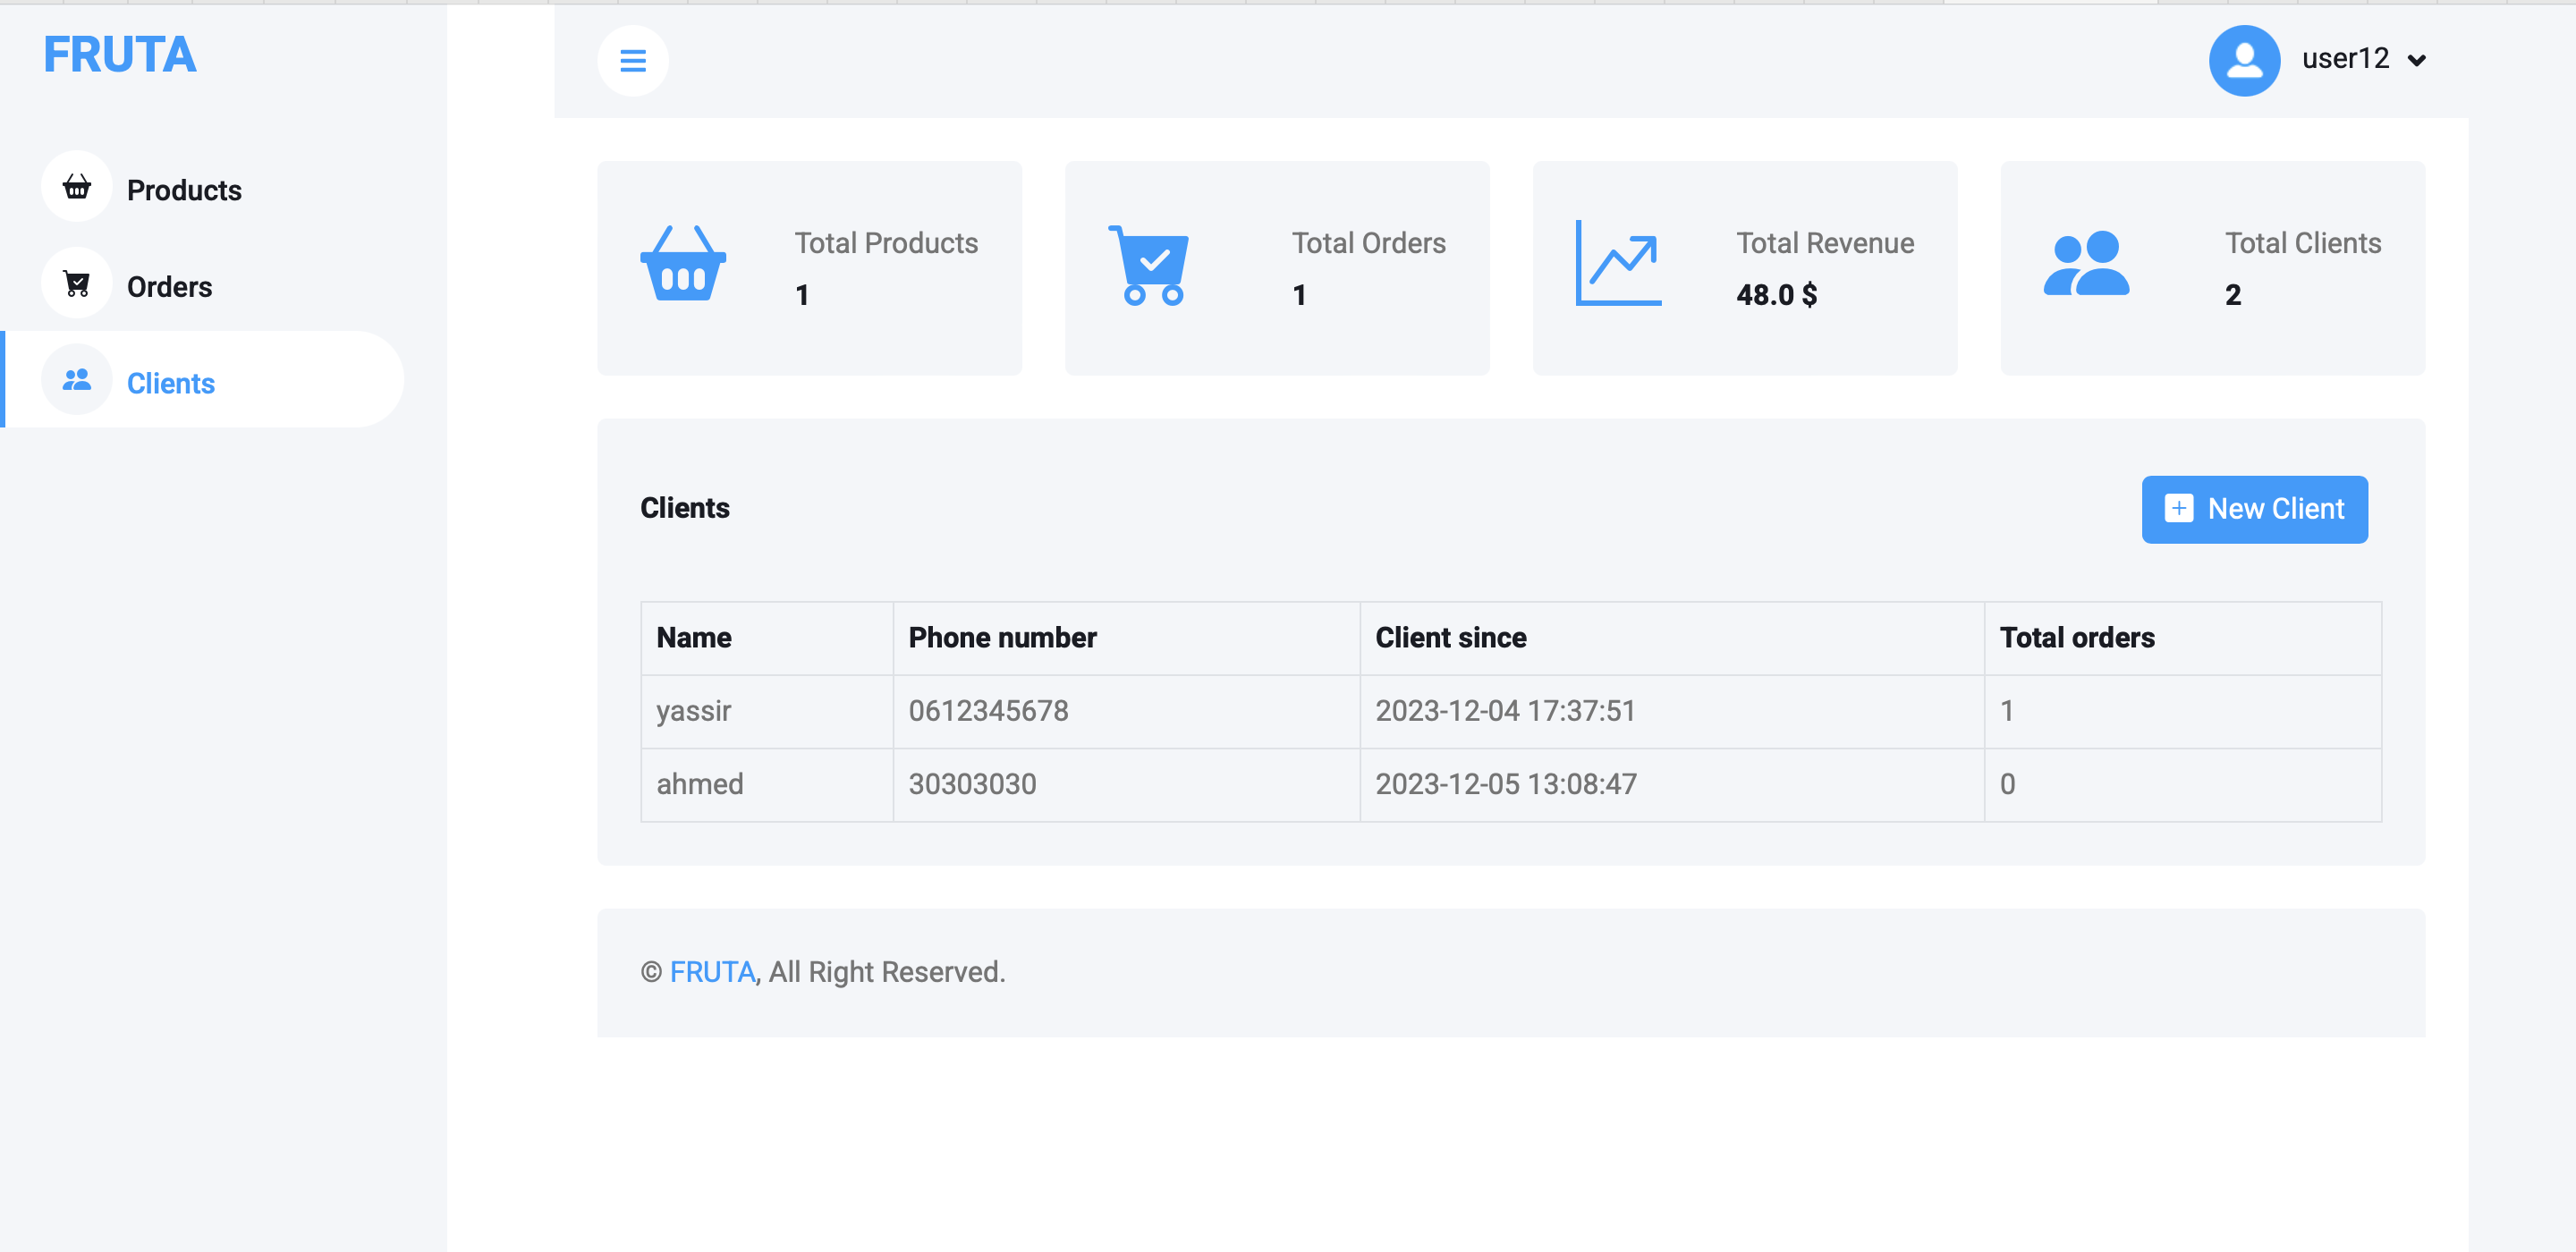 FRUTA
user12
Products
Orders
Clients
Total Products
1
Total Orders
1
Total Revenue
48.0 $
Total Clients
2
Clients
New Client
Name Phone number Client since Total orders
yassir 0612345678 2023-12-04 17:37:51 1
ahmed 30303030 2023-12-05 13:08:47 0
© FRUTA, All Right Reserved.